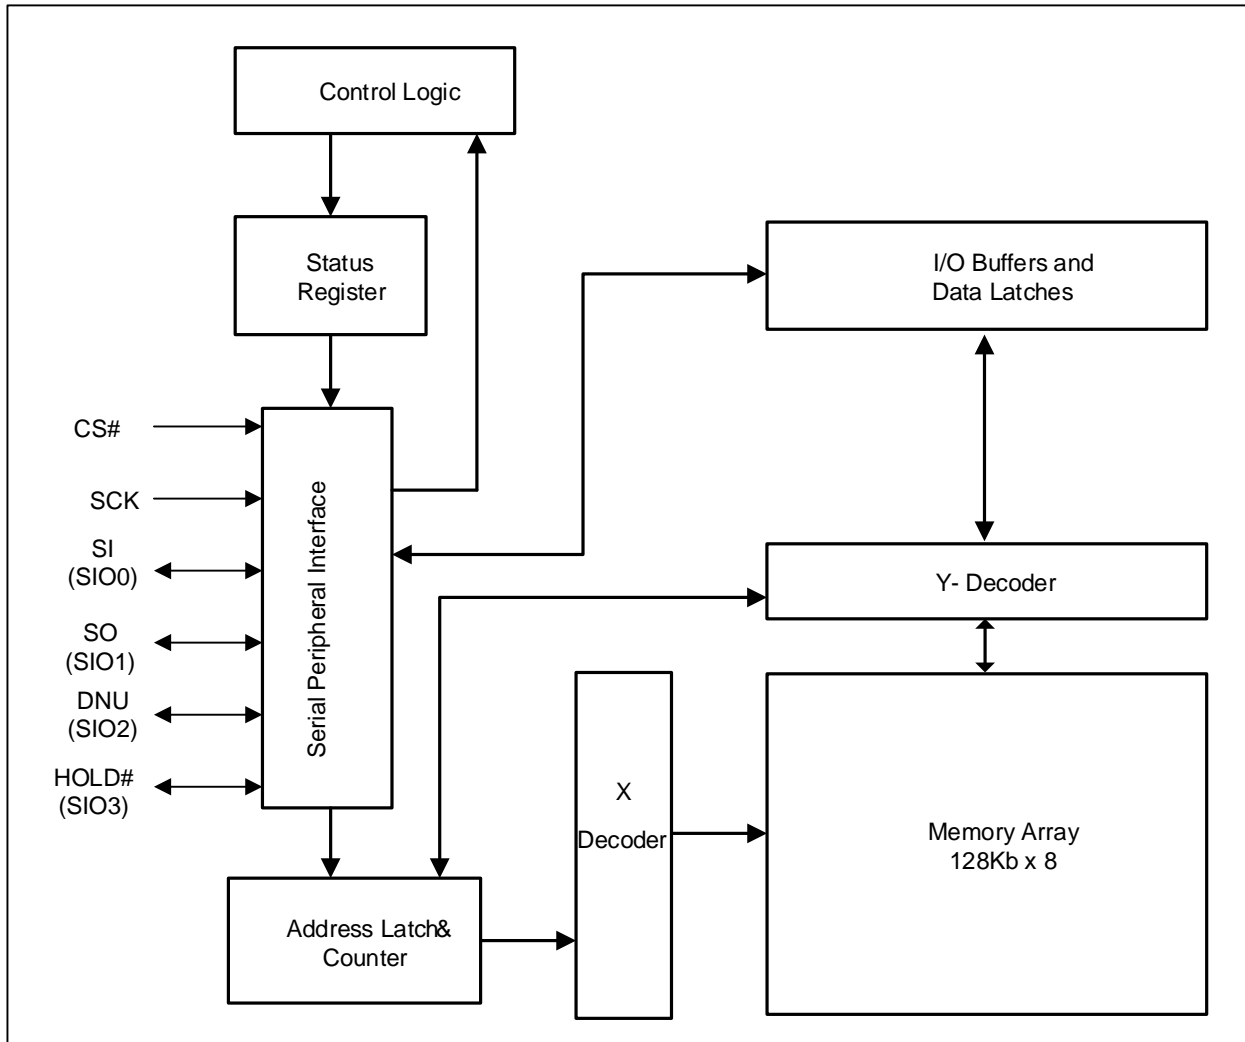 Control Logic
Status
Register
I/O Buffers and
Data Latches
CS#
SCK
SI
(SIO0)
SO
(SIO1)
DNU
(SIO2)
HOLD#
(SIO3)
Serial Peripheral Interface
Y- Decoder
X
Decoder
Memory Array
128Kb x 8
Address Latch&
Counter